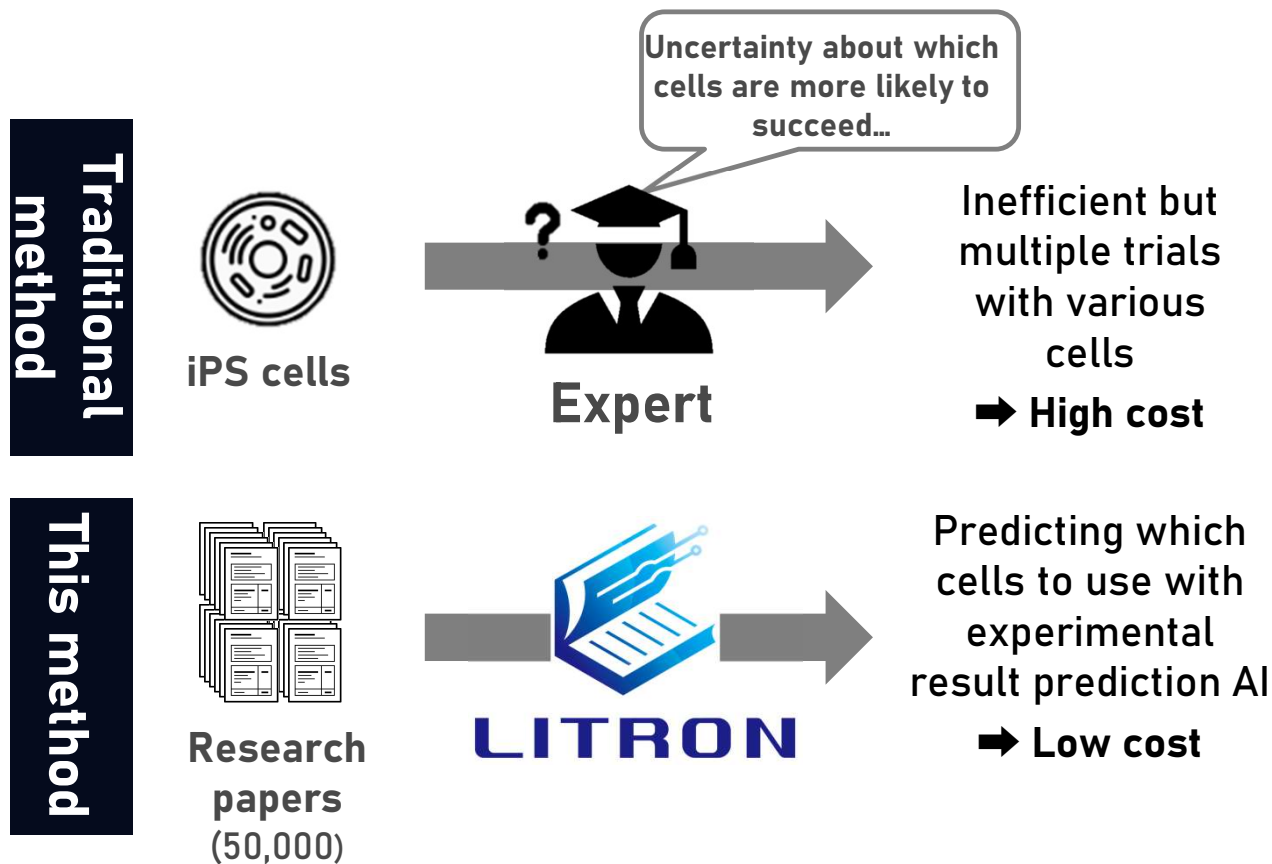 Uncertainty about which
cells are more likely to
succeed…
Traditional
method
iPS cells
?
Expert
Inefficient but
multiple trials
with various
cells
➡ High cost
This method
Research
papers
(50,000)
LITRON
Predicting which
cells to use with
experimental
result prediction AI
➡ Low cost